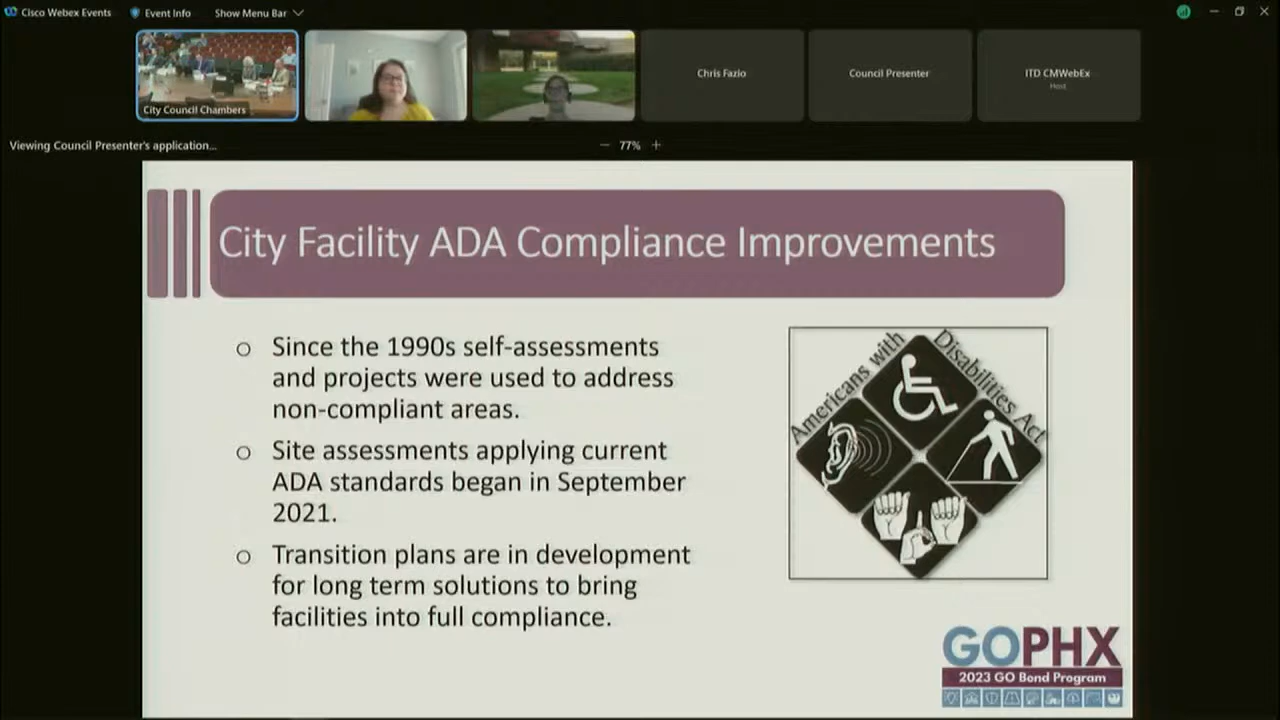 Cisco Webex Events
Event Info
Show Menu Bar
City Council Chambers
Chris Fazio
Council Presenter
ITD CMWebEx
Host
Viewing Council Presenter's application...
77%
City Facility ADA Compliance Improvements
o Since the 1990s self-assessments
and projects were used to address
non-compliant areas.
o Site assessments applying current
ADA standards began in September
2021.
o Transition plans are in development
for long term solutions to bring
facilities into full compliance.
Americans with
Disabilities Act
GOPHX
2023 GO Bond Program